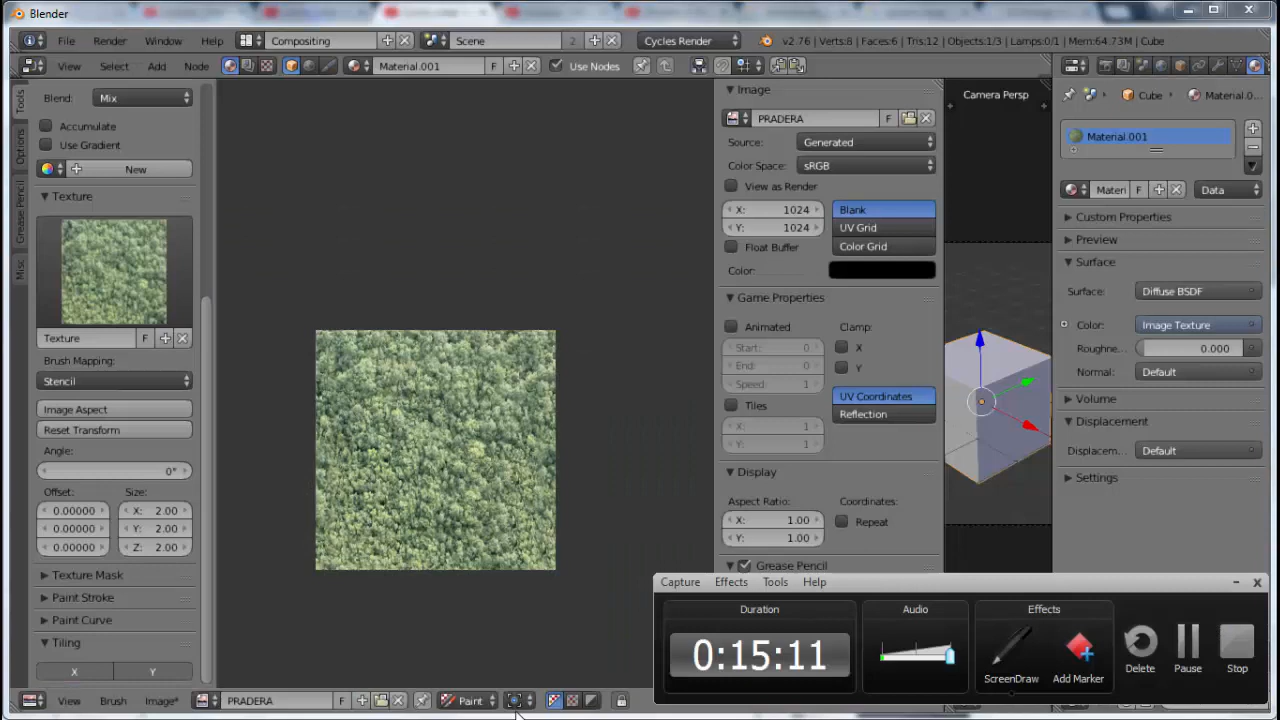 Blender
File Render Window Help Compositing Scene 2 Cycles Render v2.76 | Verts:8 | Faces:6 | Tris:12 | Objects:1/3 | Lamps:0/1 | Mem:64.73M | Cube
View Select Add Node Material.001 F Use Nodes
Tools
Options
Grease Pencil
Misc
Blend: Mix
Accumulate
Use Gradient
New
Texture
Texture F
Brush Mapping:
Stencil
Image Aspect
Reset Transform
Angle:
0°
Offset: Size:
0.00000 X: 2.00
0.00000 Y: 2.00
0.00000 Z: 2.00
Texture Mask
Paint Stroke
Paint Curve
Tiling
X Y
Image
PRADERA F
Source: Generated
Color Space: sRGB
View as Render
X: 1024 Blank
Y: 1024 UV Grid
Float Buffer Color Grid
Color:
Game Properties
Animated Clamp:
Start: 0 X
End: 0 Y
Speed: 1
UV Coordinates
Tiles Reflection
X: 1
Y: 1
Display
Aspect Ratio: Coordinates:
X: 1.00 Repeat
Y: 1.00
Grease Pencil
Camera Persp
Cube Material.0...
Material.001
Materi F Data
Custom Properties
Preview
Surface
Surface: Diffuse BSDF
Color: Image Texture
Roughne... 0.000
Normal: Default
Volume
Displacement
Displacem... Default
Settings
Capture Effects Tools Help
Duration Audio Effects
0:15:11
ScreenDraw Add Marker Delete Pause Stop
View Brush Image* PRADERA F Paint